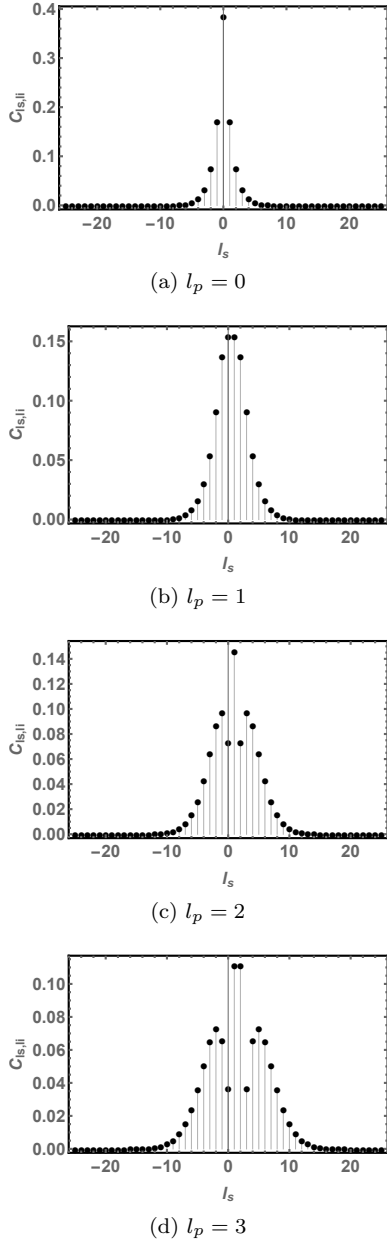 0.4
0.3
0.2
0.1
0.0
C_{ls,li}
−20 −10 0 10 20
l_s
(a) l_p = 0
0.15
0.10
0.05
0.00
C_{ls,li}
−20 −10 0 10 20
l_s
(b) l_p = 1
0.14
0.12
0.10
0.08
0.06
0.04
0.02
0.00
C_{ls,li}
−20 −10 0 10 20
l_s
(c) l_p = 2
0.10
0.08
0.06
0.04
0.02
0.00
C_{ls,li}
−20 −10 0 10 20
l_s
(d) l_p = 3